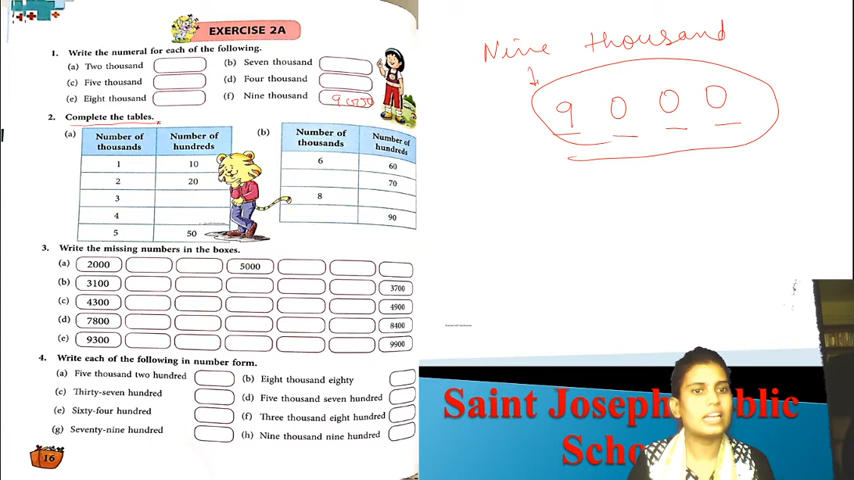 EXERCISE 2A
1. Write the numeral for each of the following.
(a) Two thousand (b) Seven thousand
(c) Five thousand (d) Four thousand
(e) Eight thousand (f) Nine thousand
2. Complete the tables.
(a) Number of thousands Number of hundreds
1 10
2 20
3
4
5 50
(b) Number of thousands Number of hundreds
6 60
70
8
90
3. Write the missing numbers in the boxes.
(a) 2000 5000
(b) 3100 3700
(c) 4300 4900
(d) 7800 8400
(e) 9300 9900
4. Write each of the following in number form.
(a) Five thousand two hundred (b) Eight thousand eighty
(c) Thirty-seven hundred (d) Five thousand seven hundred
(e) Sixty-four hundred (f) Three thousand eight hundred
(g) Seventy-nine hundred (h) Nine thousand nine hundred
16
Nine thousand
9 0 0 0
Saint Joseph